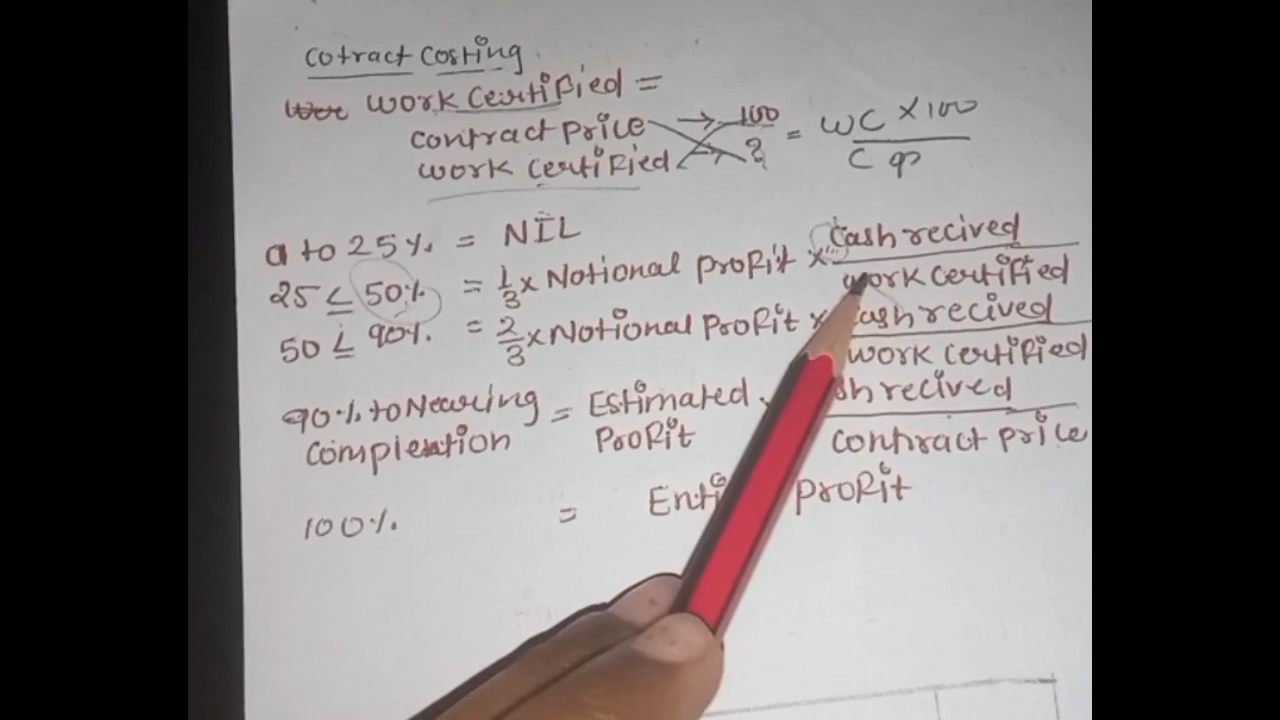 Cotract Costing
Work Certified =
Contract Price → 100 = WC × 100
Work Certified ? CP
0 to 25% = NIL
25 ≤ 50% = 1/3 × Notional Profit × Cash recived / Work Certified
50 ≤ 90% = 2/3 × Notional Profit × Cash recived / Work Certified
90% to Nearing = Estimated recived
Completion Profit Contract Price
100% = Profit